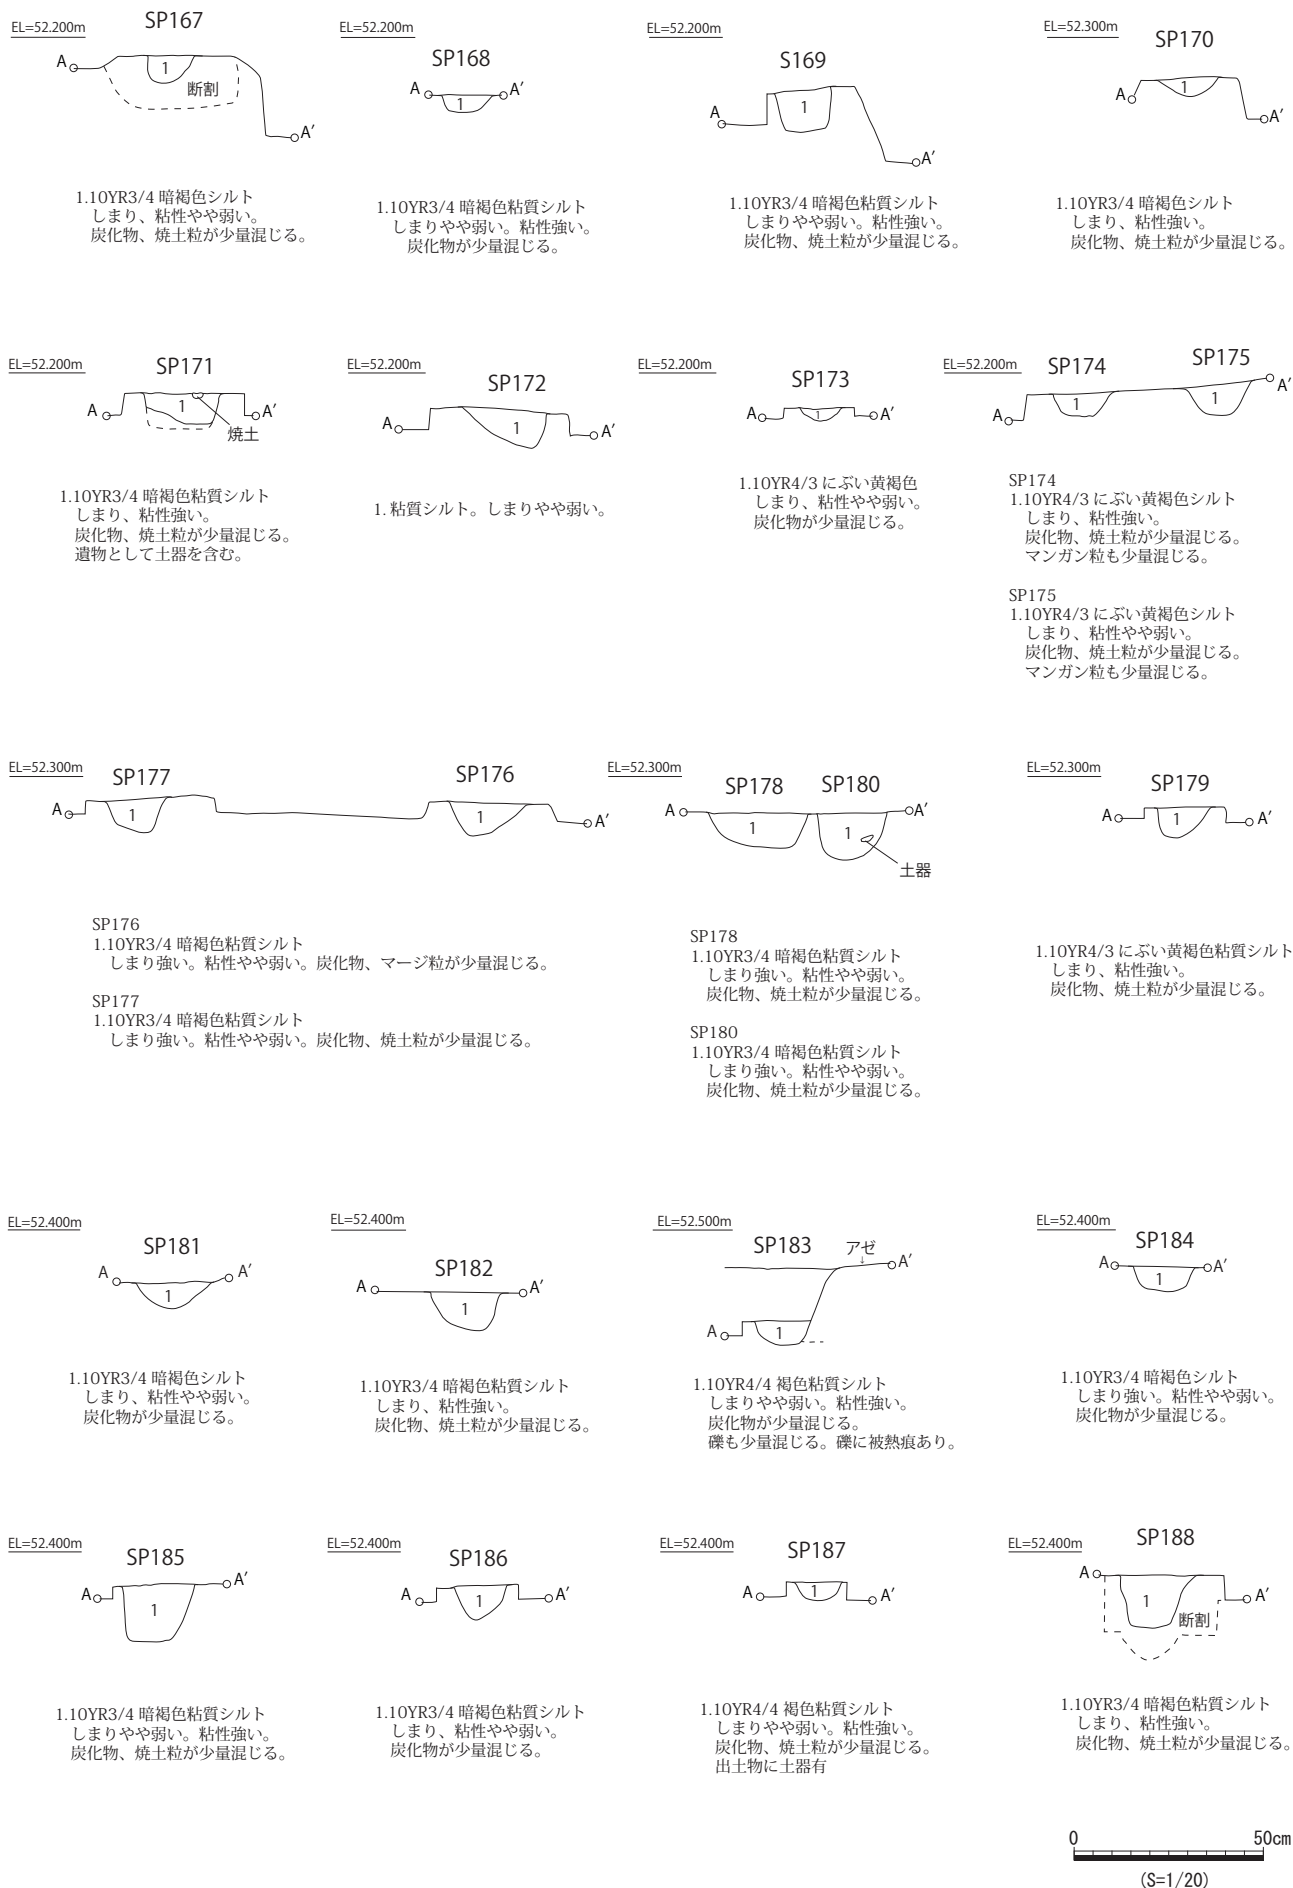 EL=52.200m
SP167
A
1
断割
A′
1.10YR3/4 暗褐色シルト
しまり、粘性やや弱い。
炭化物、焼土粒が少量混じる。
EL=52.200m
SP168
A
1
A′
1.10YR3/4 暗褐色粘質シルト
しまりやや弱い。粘性強い。
炭化物が少量混じる。
EL=52.200m
S169
A
1
A′
1.10YR3/4 暗褐色粘質シルト
しまりやや弱い。粘性強い。
炭化物、焼土粒が少量混じる。
EL=52.300m
SP170
A
1
A′
1.10YR3/4 暗褐色シルト
しまり、粘性強い。
炭化物、焼土粒が少量混じる。
EL=52.200m
SP171
A
1
A′
焼土
1.10YR3/4 暗褐色粘質シルト
しまり、粘性強い。
炭化物、焼土粒が少量混じる。
遺物として土器を含む。
EL=52.200m
SP172
A
1
A′
1. 粘質シルト。しまりやや弱い。
EL=52.200m
SP173
A
1
A′
1.10YR4/3 にぶい黄褐色
しまり、粘性やや弱い。
炭化物が少量混じる。
EL=52.200m
SP174
SP175
A
1
1
A′
SP174
1.10YR4/3 にぶい黄褐色シルト
しまり、粘性強い。
炭化物、焼土粒が少量混じる。
マンガン粒も少量混じる。
SP175
1.10YR4/3 にぶい黄褐色シルト
しまり、粘性やや弱い。
炭化物、焼土粒が少量混じる。
マンガン粒も少量混じる。
EL=52.300m
SP177
SP176
A
1
1
A′
SP176
1.10YR3/4 暗褐色粘質シルト
しまり強い。粘性やや弱い。炭化物、マージ粒が少量混じる。
SP177
1.10YR3/4 暗褐色粘質シルト
しまり強い。粘性やや弱い。炭化物、焼土粒が少量混じる。
EL=52.300m
SP178
SP180
A
1
1
A′
土器
SP178
1.10YR3/4 暗褐色粘質シルト
しまり強い。粘性やや弱い。
炭化物、焼土粒が少量混じる。
SP180
1.10YR3/4 暗褐色粘質シルト
しまり強い。粘性やや弱い。
炭化物、焼土粒が少量混じる。
EL=52.300m
SP179
A
1
A′
1.10YR4/3 にぶい黄褐色粘質シルト
しまり、粘性強い。
炭化物、焼土粒が少量混じる。
EL=52.400m
SP181
A
1
A′
1.10YR3/4 暗褐色シルト
しまり、粘性やや弱い。
炭化物が少量混じる。
EL=52.400m
SP182
A
1
A′
1.10YR3/4 暗褐色粘質シルト
しまり、粘性強い。
炭化物、焼土粒が少量混じる。
EL=52.500m
SP183
アゼ
↓
A′
A
1
1.10YR4/4 褐色粘質シルト
しまりやや弱い。粘性強い。
炭化物が少量混じる。
礫も少量混じる。礫に被熱痕あり。
EL=52.400m
SP184
A
1
A′
1.10YR3/4 暗褐色シルト
しまり強い。粘性やや弱い。
炭化物が少量混じる。
EL=52.400m
SP185
A
1
A′
1.10YR3/4 暗褐色粘質シルト
しまりやや弱い。粘性強い。
炭化物、焼土粒が少量混じる。
EL=52.400m
SP186
A
1
A′
1.10YR3/4 暗褐色粘質シルト
しまり、粘性やや弱い。
炭化物が少量混じる。
EL=52.400m
SP187
A
1
A′
1.10YR4/4 褐色粘質シルト
しまりやや弱い。粘性強い。
炭化物、焼土粒が少量混じる。
出土物に土器有
EL=52.400m
SP188
A
1
断割
A′
1.10YR3/4 暗褐色粘質シルト
しまり、粘性強い。
炭化物、焼土粒が少量混じる。
0
50cm
(S=1/20)